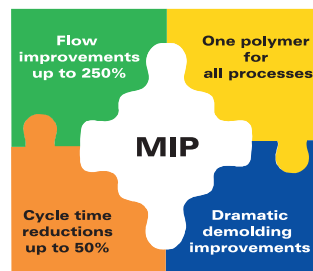 Flow
improvements
up to 250%
One polymer
for
all processes
MIP
Cycle time
reductions
up to 50%
Dramatic
demolding
improvements